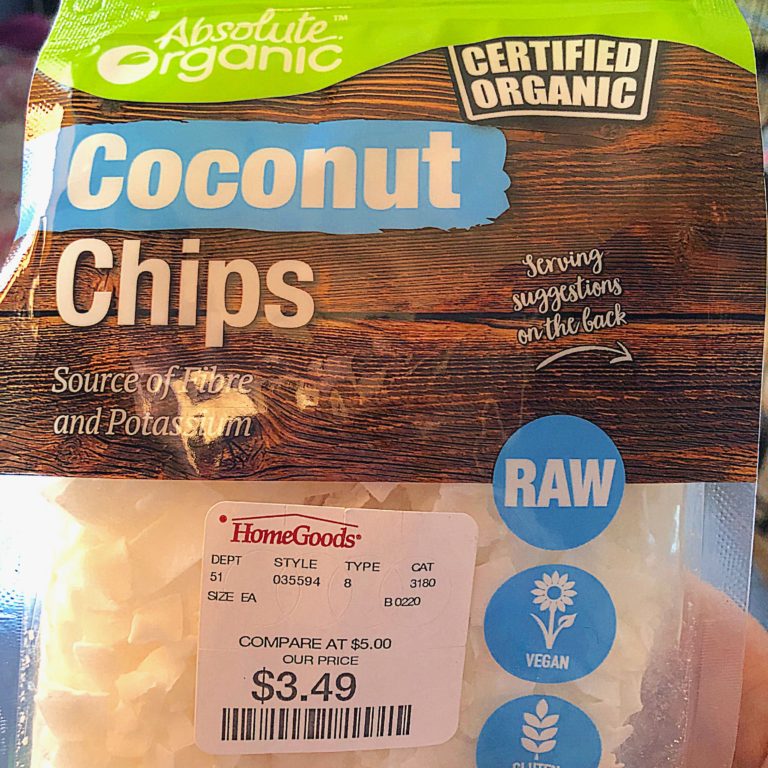 Absolute™
Organic
CERTIFIED
ORGANIC
Coconut
Chips
Serving
suggestions
on the back
Source of Fibre
and Potassium
RAW
HomeGoods®
DEPT STYLE TYPE CAT
51 035594 8 3180
SIZE EA B 0220
COMPARE AT $5.00
OUR PRICE
$3.49
VEGAN